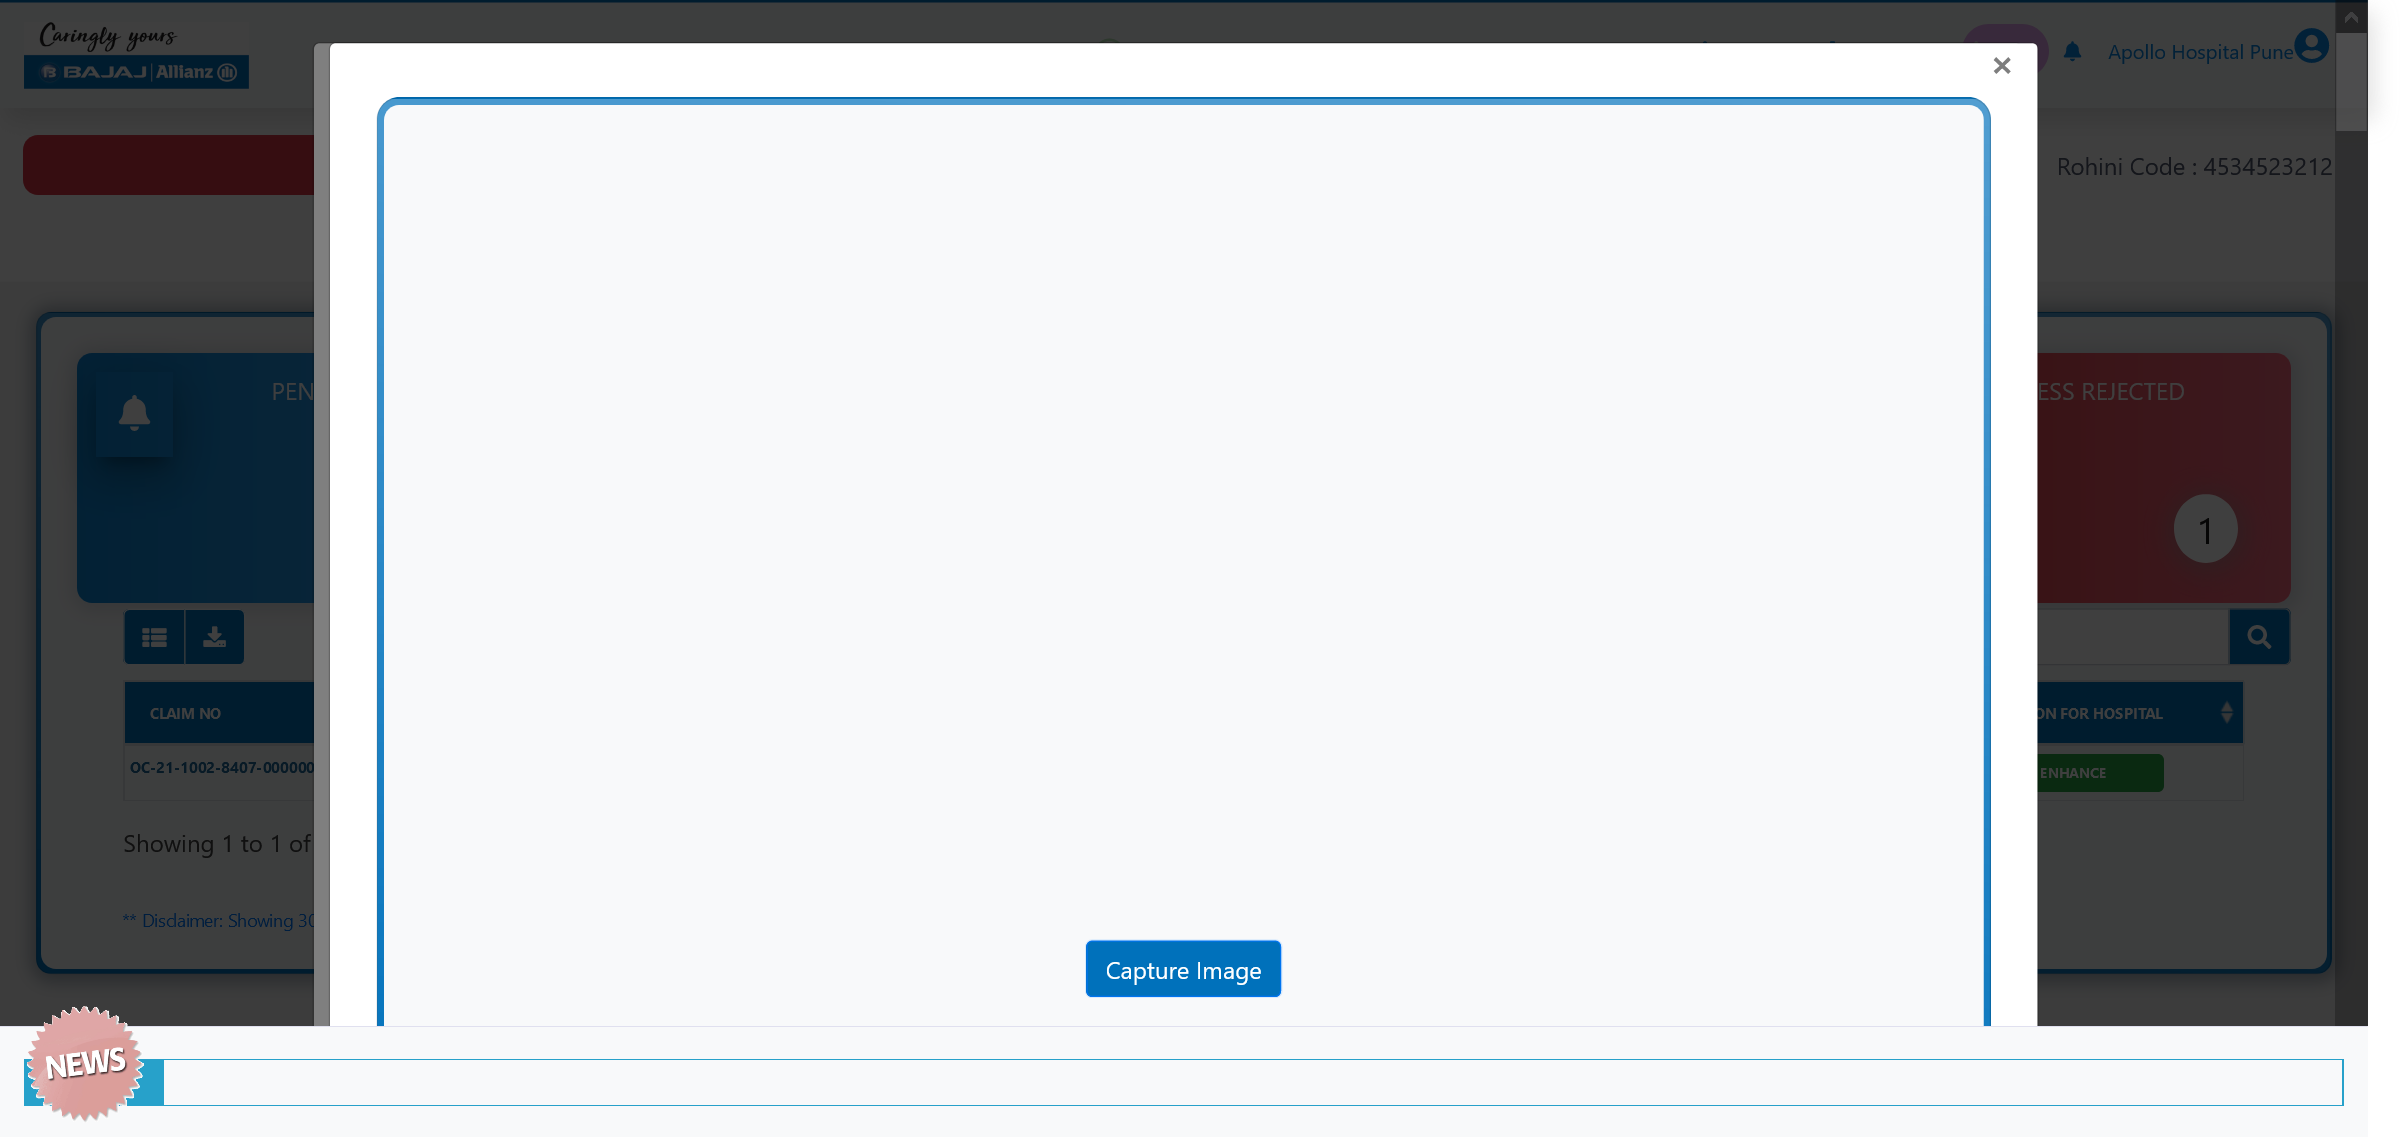 Caringly yours
BAJAJ | Allianz
Apollo Hospital Pune
Rohini Code : 4534523212
PEN
ESS REJECTED
1
CLAIM NO
ON FOR HOSPITAL
OC-21-1002-8407-000000
ENHANCE
Showing 1 to 1 of
** Disclaimer: Showing 30
Capture Image
NEWS